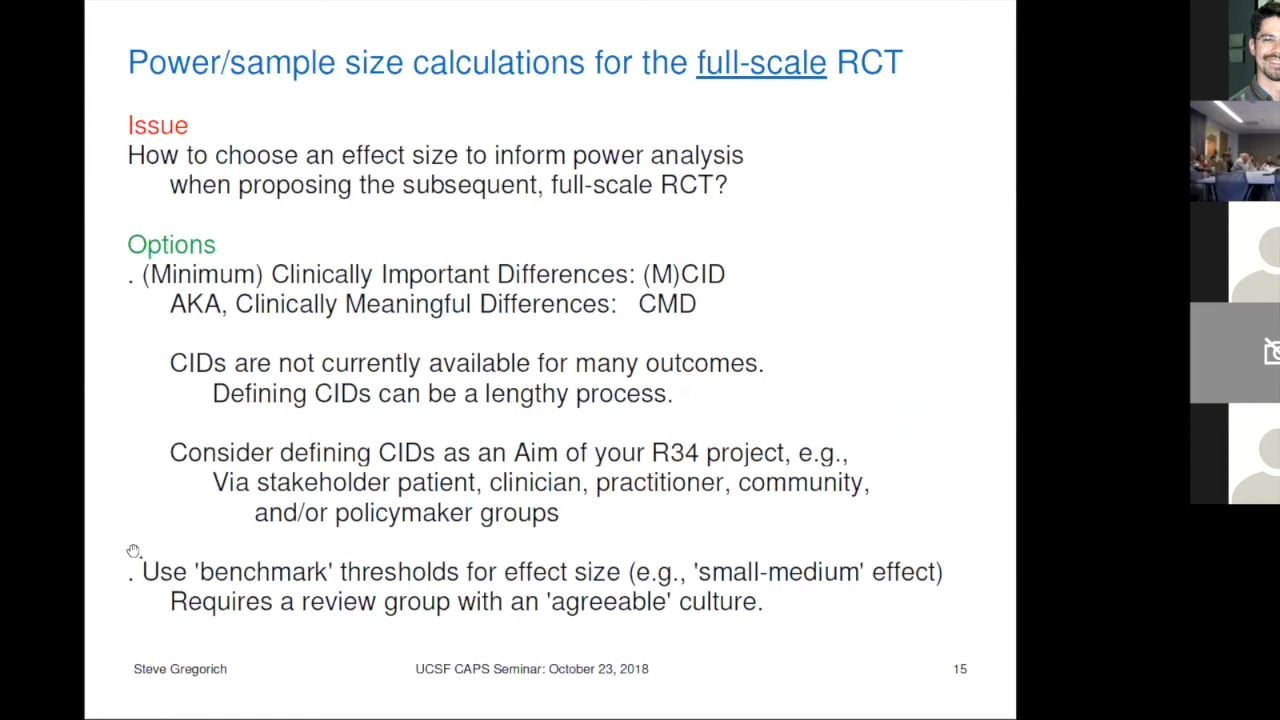 Power/sample size calculations for the full-scale RCT
Issue
How to choose an effect size to inform power analysis
when proposing the subsequent, full-scale RCT?
Options
. (Minimum) Clinically Important Differences: (M)CID
AKA, Clinically Meaningful Differences: CMD
CIDs are not currently available for many outcomes.
Defining CIDs can be a lengthy process.
Consider defining CIDs as an Aim of your R34 project, e.g.,
Via stakeholder patient, clinician, practitioner, community,
and/or policymaker groups
. Use 'benchmark' thresholds for effect size (e.g., 'small-medium' effect)
Requires a review group with an 'agreeable' culture.
Steve Gregorich UCSF CAPS Seminar: October 23, 2018 15